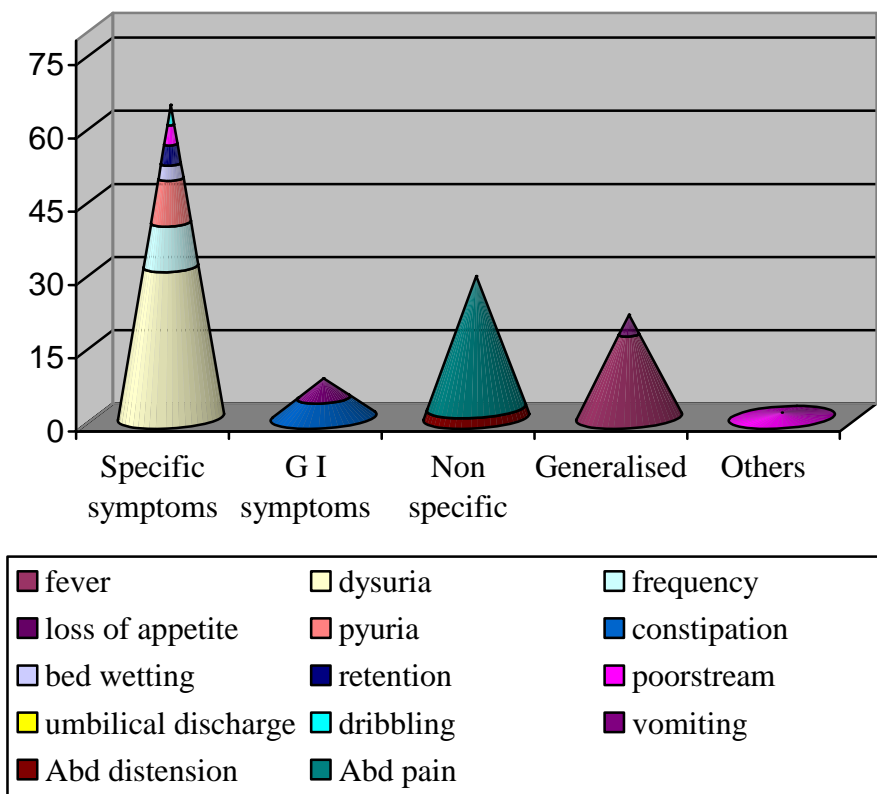 75
60
45
30
15
0
Specific symptoms
G I symptoms
Non specific
Generalised
Others
fever
dysuria
frequency
loss of appetite
pyuria
constipation
bed wetting
retention
poorstream
umbilical discharge
dribbling
vomiting
Abd distension
Abd pain